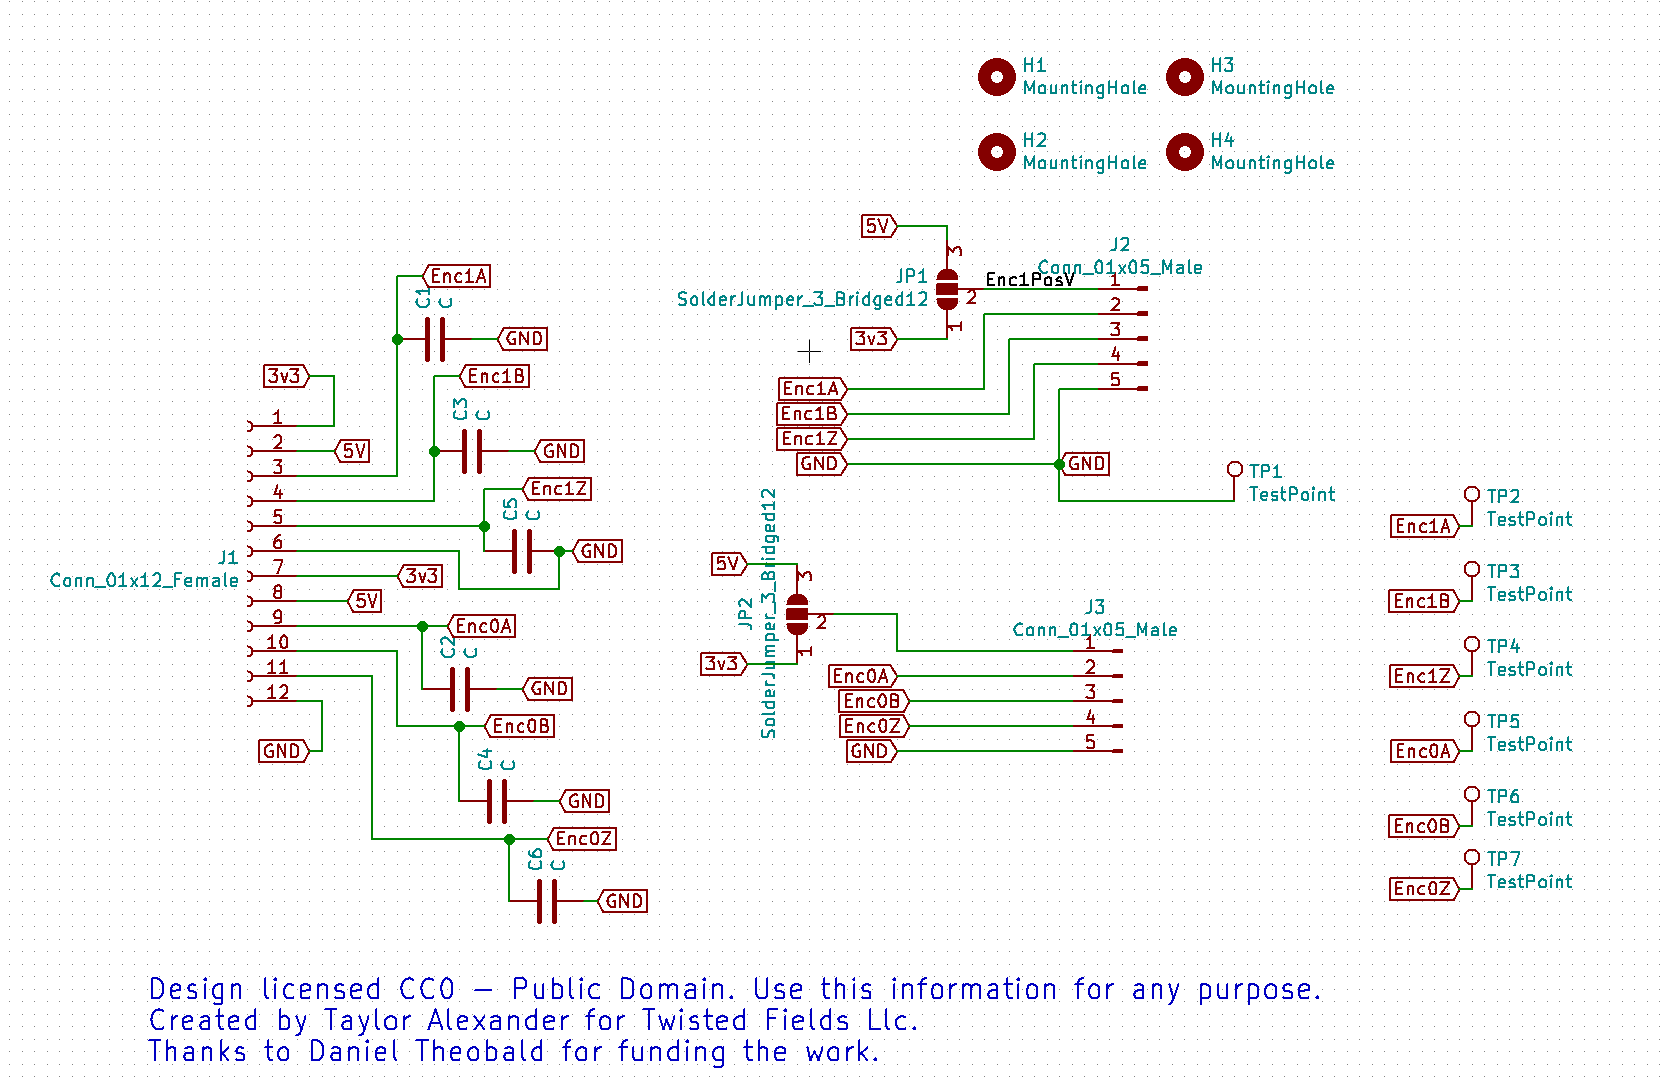 H1
MountingHole
H3
MountingHole
H2
MountingHole
H4
MountingHole
5V
3
JP1
SolderJumper_3_Bridged12
2
1
3v3
Enc1PosV
J2
Conn_01x05_Male
1
2
3
4
5
Enc1A
Enc1B
Enc1Z
GND
GND
TP1
TestPoint
Enc1A
C1
C
GND
3v3
Enc1B
C3
C
GND
5V
Enc1Z
C5
C
GND
J1
Conn_01x12_Female
1
2
3
4
5
6
7
8
9
10
11
12
3v3
5V
Enc0A
C2
C
GND
GND
Enc0B
C4
C
GND
Enc0Z
C6
C
GND
5V
3
JP2
SolderJumper_3_Bridged12
2
1
3v3
J3
Conn_01x05_Male
1
2
3
4
5
Enc0A
Enc0B
Enc0Z
GND
TP2
TestPoint
Enc1A
TP3
TestPoint
Enc1B
TP4
TestPoint
Enc1Z
TP5
TestPoint
Enc0A
TP6
TestPoint
Enc0B
TP7
TestPoint
Enc0Z
Design licensed CC0 – Public Domain. Use this information for any purpose.
Created by Taylor Alexander for Twisted Fields Llc.
Thanks to Daniel Theobald for funding the work.